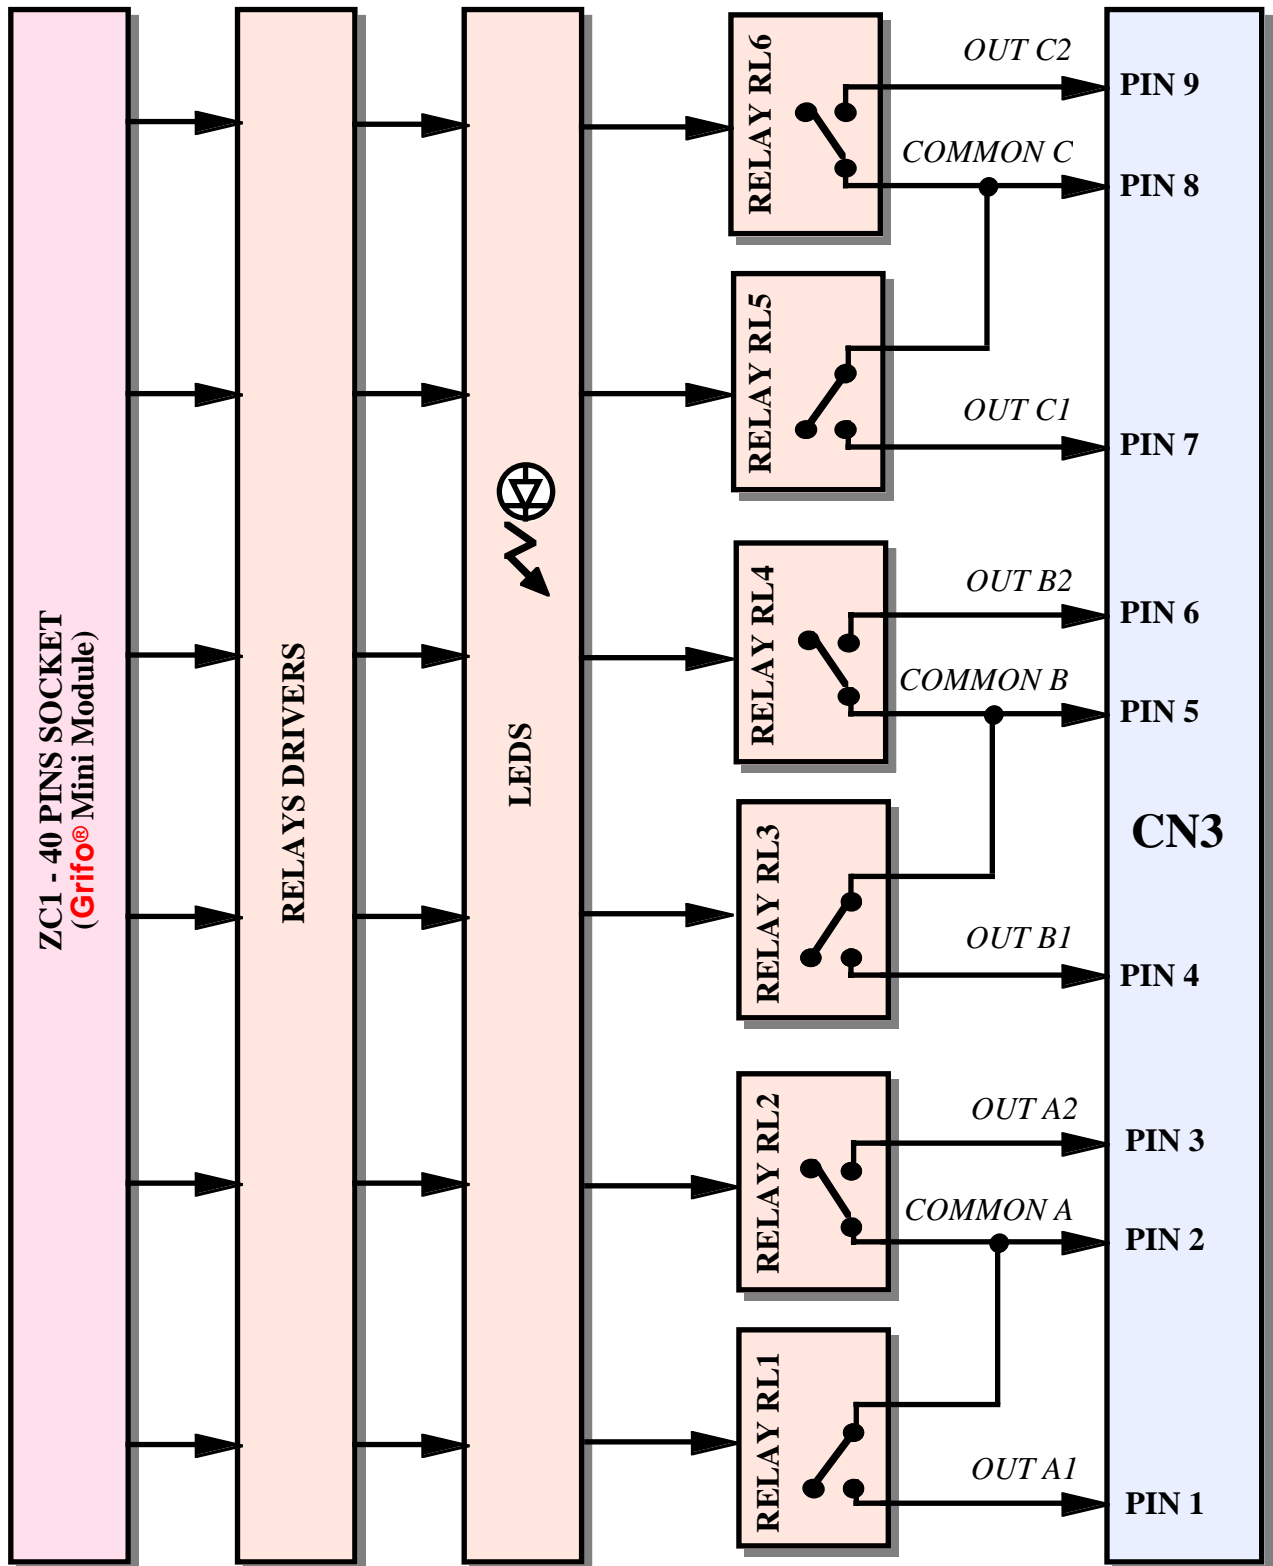 ZC1 - 40 PINS SOCKET
(Grifo® Mini Module)
RELAYS DRIVERS
LEDS
RELAY RL6
OUT C2
PIN 9
COMMON C
PIN 8
RELAY RL5
OUT C1
PIN 7
RELAY RL4
OUT B2
PIN 6
COMMON B
PIN 5
CN3
RELAY RL3
OUT B1
PIN 4
RELAY RL2
OUT A2
PIN 3
COMMON A
PIN 2
RELAY RL1
OUT A1
PIN 1